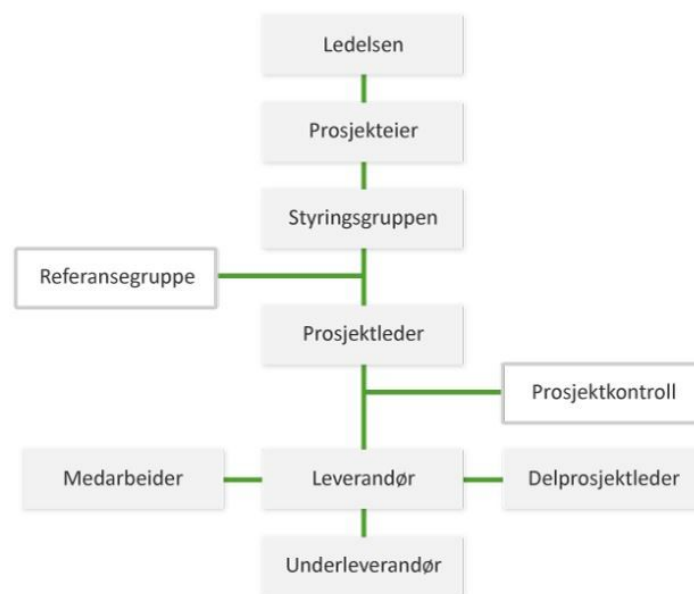 Ledelsen
Prosjekteier
Styringsgruppen
Referansegruppe
Prosjektleder
Prosjektkontroll
Medarbeider
Leverandør
Delprosjektleder
Underleverandør